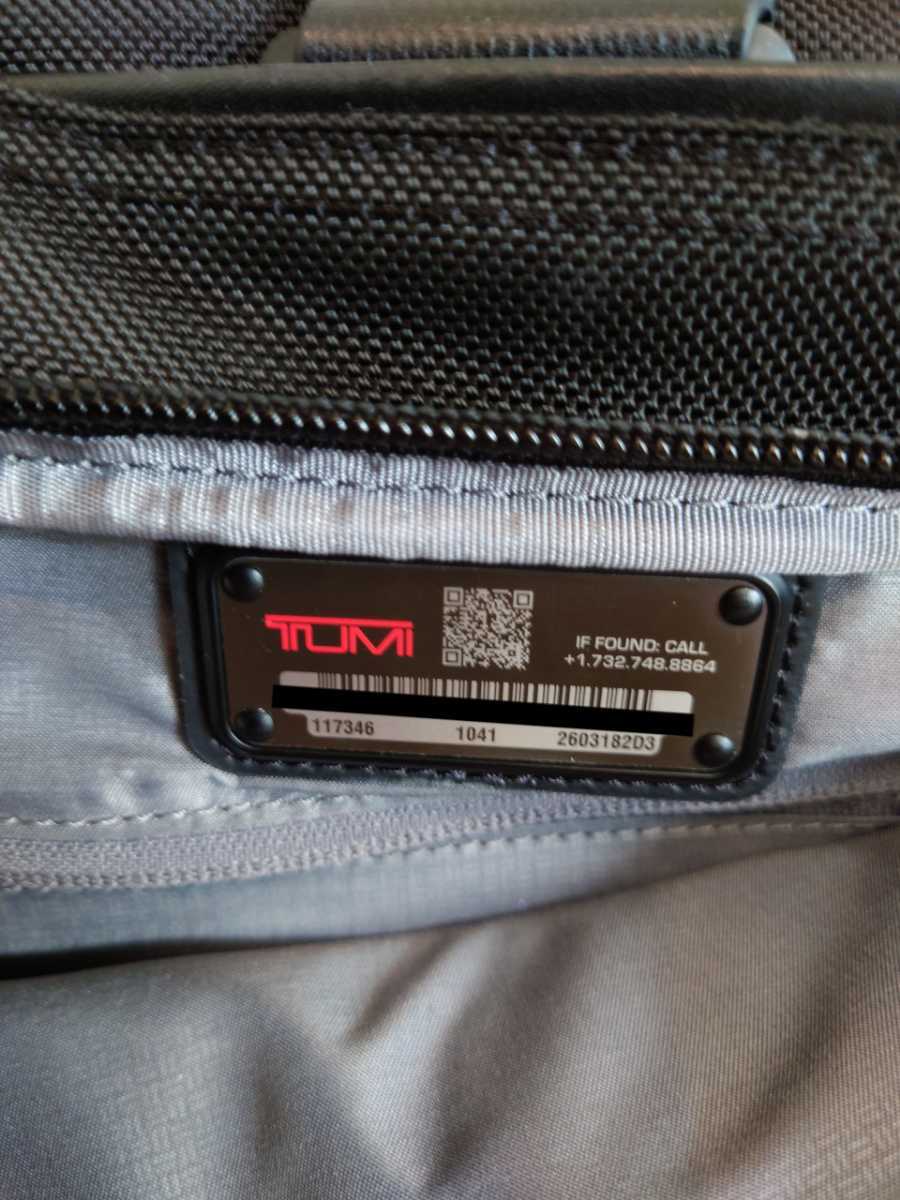 TUMI
IF FOUND: CALL
+1.732.748.8864
117346 1041 2603182D3